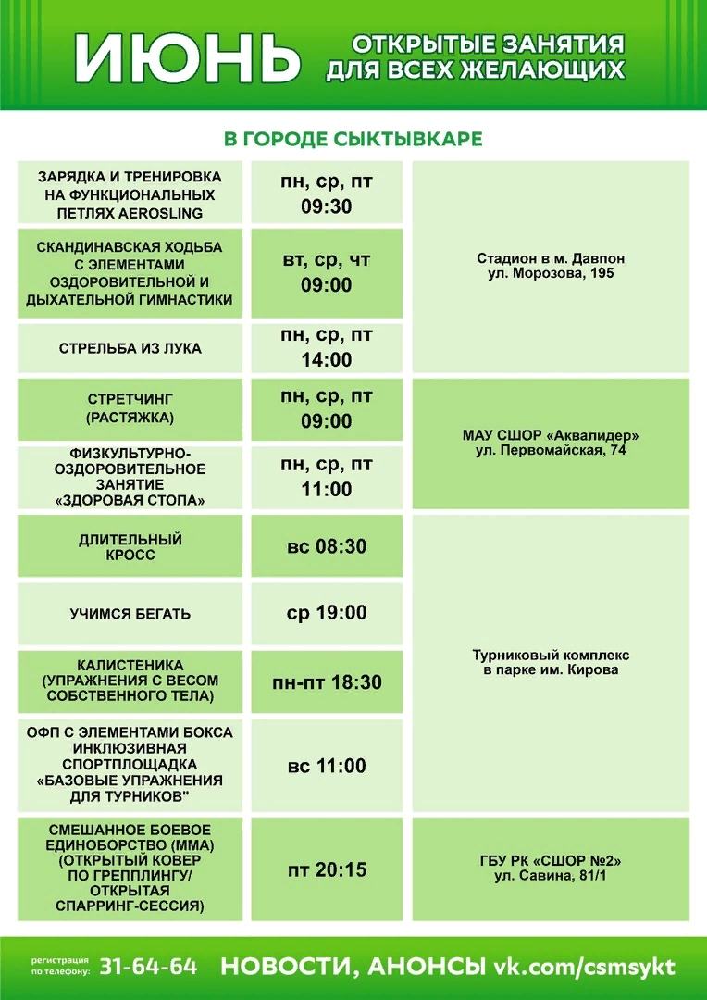 ИЮНЬ
ОТКРЫТЫЕ ЗАНЯТИЯ
ДЛЯ ВСЕХ ЖЕЛАЮЩИХ
В ГОРОДЕ СЫКТЫВКАРЕ
ЗАРЯДКА И ТРЕНИРОВКА
НА ФУНКЦИОНАЛЬНЫХ
ПЕТЛЯХ AEROSLING
пн, ср, пт
09:30
СКАНДИНАВСКАЯ ХОДЬБА
С ЭЛЕМЕНТАМИ
ОЗДОРОВИТЕЛЬНОЙ И
ДЫХАТЕЛЬНОЙ ГИМНАСТИКИ
вт, ср, чт
09:00
Стадион в м. Давпон
ул. Морозова, 195
СТРЕЛЬБА ИЗ ЛУКА
пн, ср, пт
14:00
СТРЕТЧИНГ
(РАСТЯЖКА)
пн, ср, пт
09:00
МАУ СШОР «Аквалидер»
ул. Первомайская, 74
ФИЗКУЛЬТУРНО-
ОЗДОРОВИТЕЛЬНОЕ
ЗАНЯТИЕ
«ЗДОРОВАЯ СТОПА»
пн, ср, пт
11:00
ДЛИТЕЛЬНЫЙ
КРОСС
вс 08:30
УЧИМСЯ БЕГАТЬ
ср 19:00
КАЛИСТЕНИКА
(УПРАЖНЕНИЯ С ВЕСОМ
СОБСТВЕННОГО ТЕЛА)
пн-пт 18:30
Турниковый комплекс
в парке им. Кирова
ОФП С ЭЛЕМЕНТАМИ БОКСА
ИНКЛЮЗИВНАЯ
СПОРТПЛОЩАДКА
«БАЗОВЫЕ УПРАЖНЕНИЯ
ДЛЯ ТУРНИКОВ"
вс 11:00
СМЕШАННОЕ БОЕВОЕ
ЕДИНОБОРСТВО (ММА)
(ОТКРЫТЫЙ КОВЕР
ПО ГРЕППЛИНГУ/
ОТКРЫТАЯ
СПАРРИНГ-СЕССИЯ)
пт 20:15
ГБУ РК «СШОР №2»
ул. Савина, 81/1
регистрация
по телефону:
31-64-64
НОВОСТИ, АНОНСЫ vk.com/csmsykt